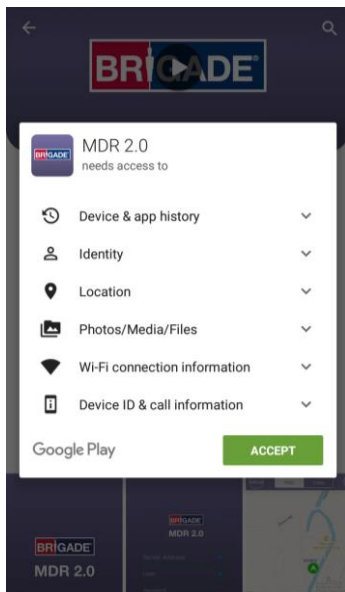 BRIGADE
BRIGADE
MDR 2.0
needs access to
Device & app history
Identity
Location
Photos/Media/Files
Wi-Fi connection information
Device ID & call information
Google Play
ACCEPT
BRIGADE
MDR 2.0
BRIGADE
MDR 2.0